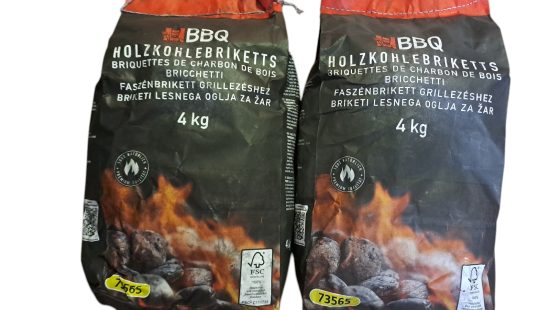 BBQ
HOLZKOHLEBRIKETTS
BRIQUETTES DE CHARBON DE BOIS
BRICCHETTI
FASZÉNBRIKETT GRILLEZÉSHEZ
BRIKETI LESNEGA OGLJA ZA ŽAR
4 kg
FSC
73565
BBQ
HOLZKOHLEBRIKETTS
BRIQUETTES DE CHARBON DE BOIS
BRICCHETTI
FASZÉNBRIKETT GRILLEZÉSHEZ
BRIKETI LESNEGA OGLJA ZA ŽAR
4 kg
FSC
73565